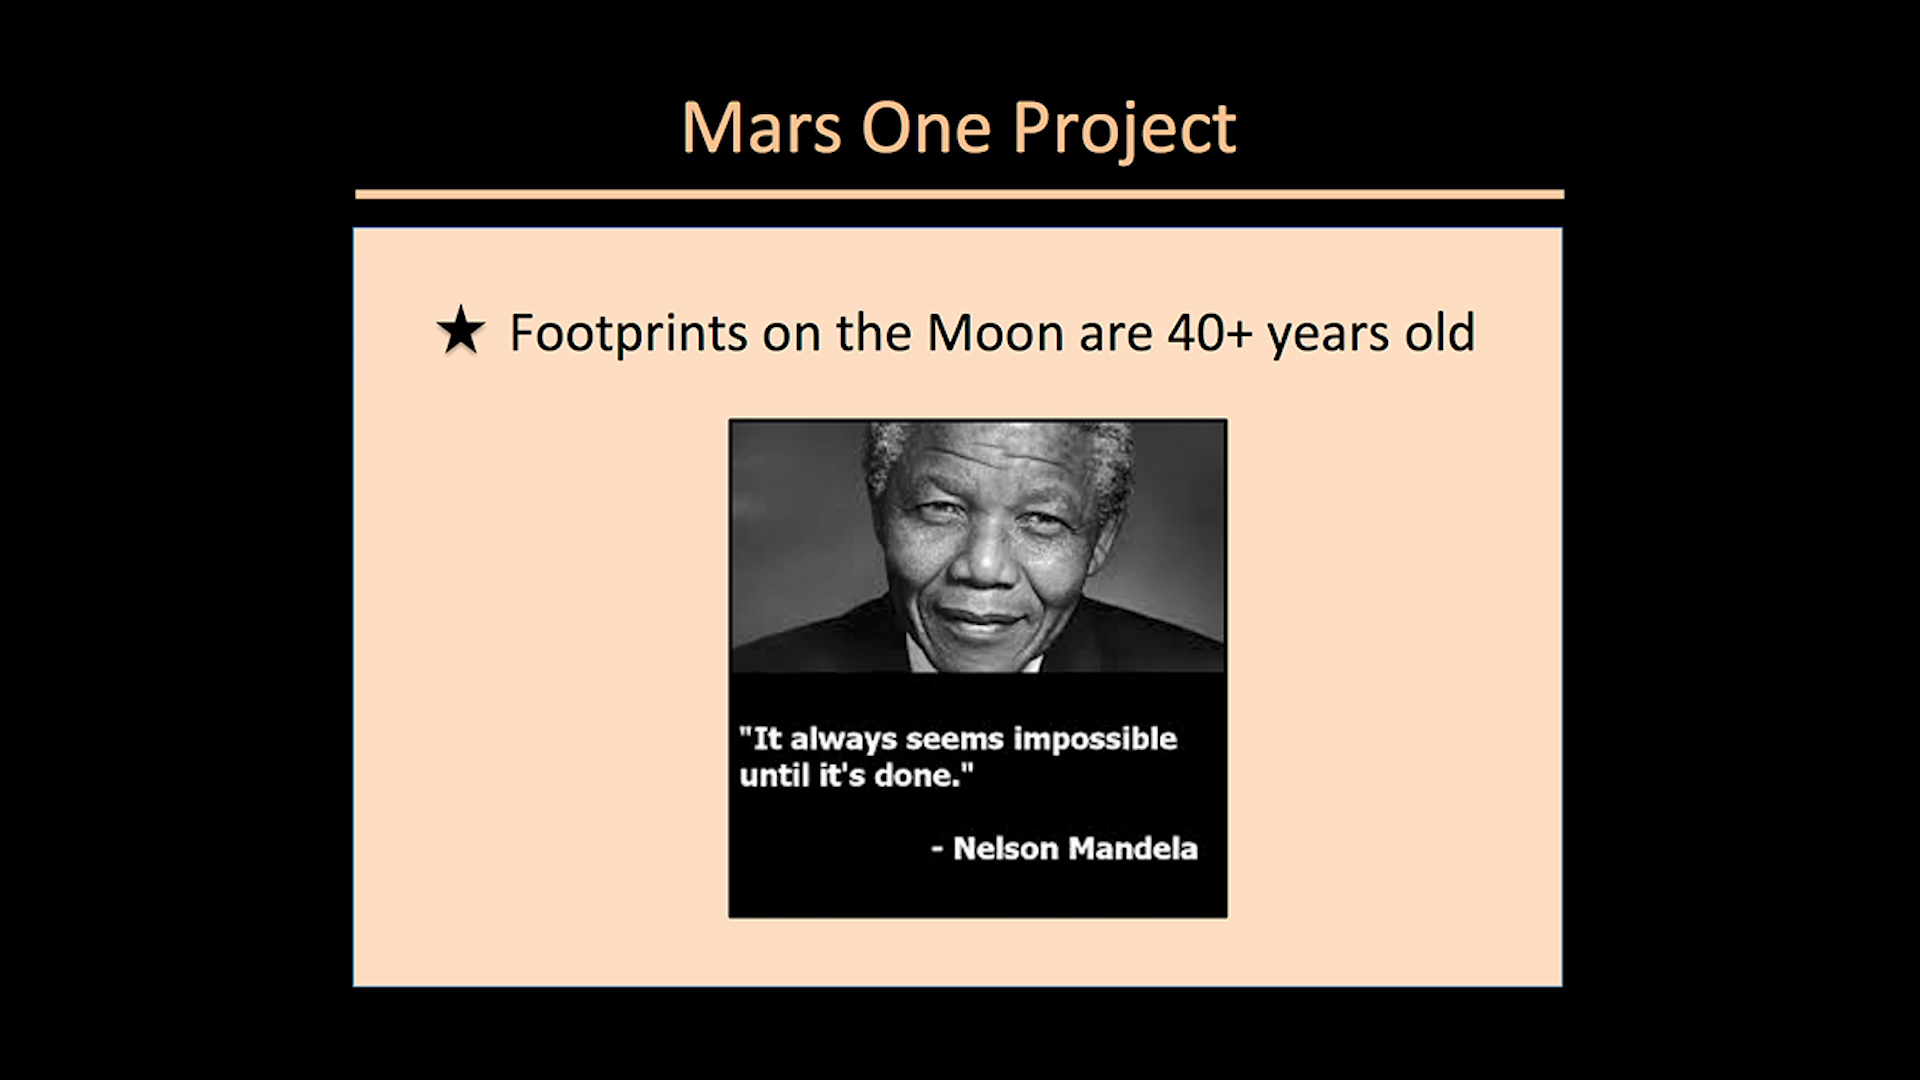 Mars One Project
★ Footprints on the Moon are 40+ years old
"It always seems impossible
until it's done."
- Nelson Mandela